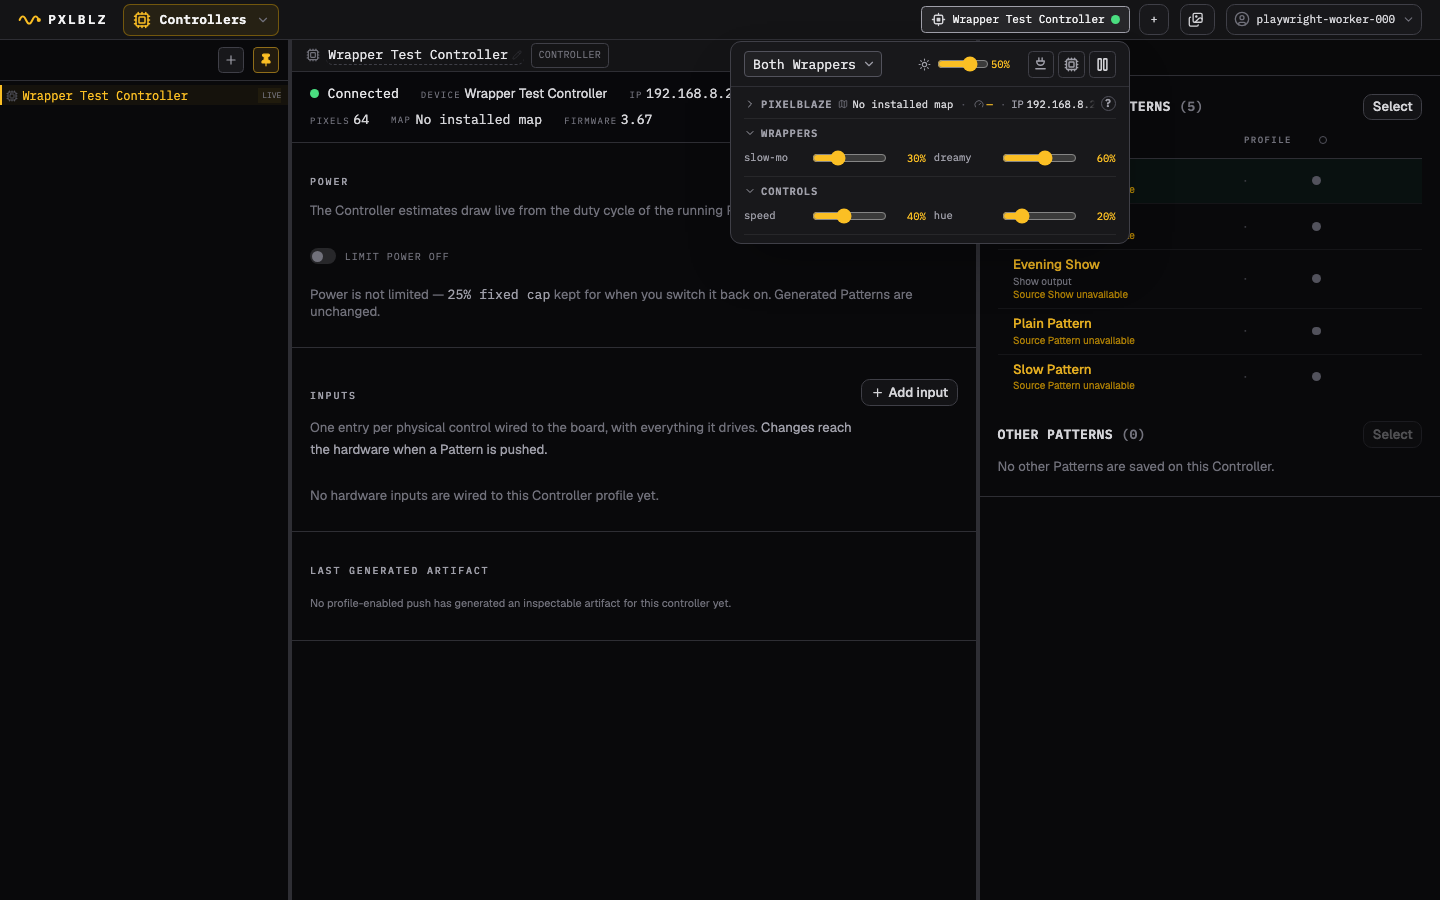 PXLBLZ
Controllers
Wrapper Test Controller
+
playwright-worker-000
Wrapper Test Controller
LIVE
Wrapper Test Controller
CONTROLLER
Connected
DEVICE Wrapper Test Controller
IP 192.168.8.2
PIXELS 64
MAP No installed map
FIRMWARE 3.67
POWER
The Controller estimates draw live from the duty cycle of the running
LIMIT POWER OFF
Power is not limited — 25% fixed cap kept for when you switch it back on. Generated Patterns are
unchanged.
INPUTS
+ Add input
One entry per physical control wired to the board, with everything it drives. Changes reach
the hardware when a Pattern is pushed.
No hardware inputs are wired to this Controller profile yet.
LAST GENERATED ARTIFACT
No profile-enabled push has generated an inspectable artifact for this controller yet.
Both Wrappers
50%
PIXELBLAZE No installed map · – · IP 192.168.8.2 ?
WRAPPERS
slow-mo 30% dreamy 60%
CONTROLS
speed 40% hue 20%
TERNS (5)
Select
PROFILE
Evening Show
Show output
Source Show unavailable
Plain Pattern
Source Pattern unavailable
Slow Pattern
Source Pattern unavailable
OTHER PATTERNS (0)
Select
No other Patterns are saved on this Controller.